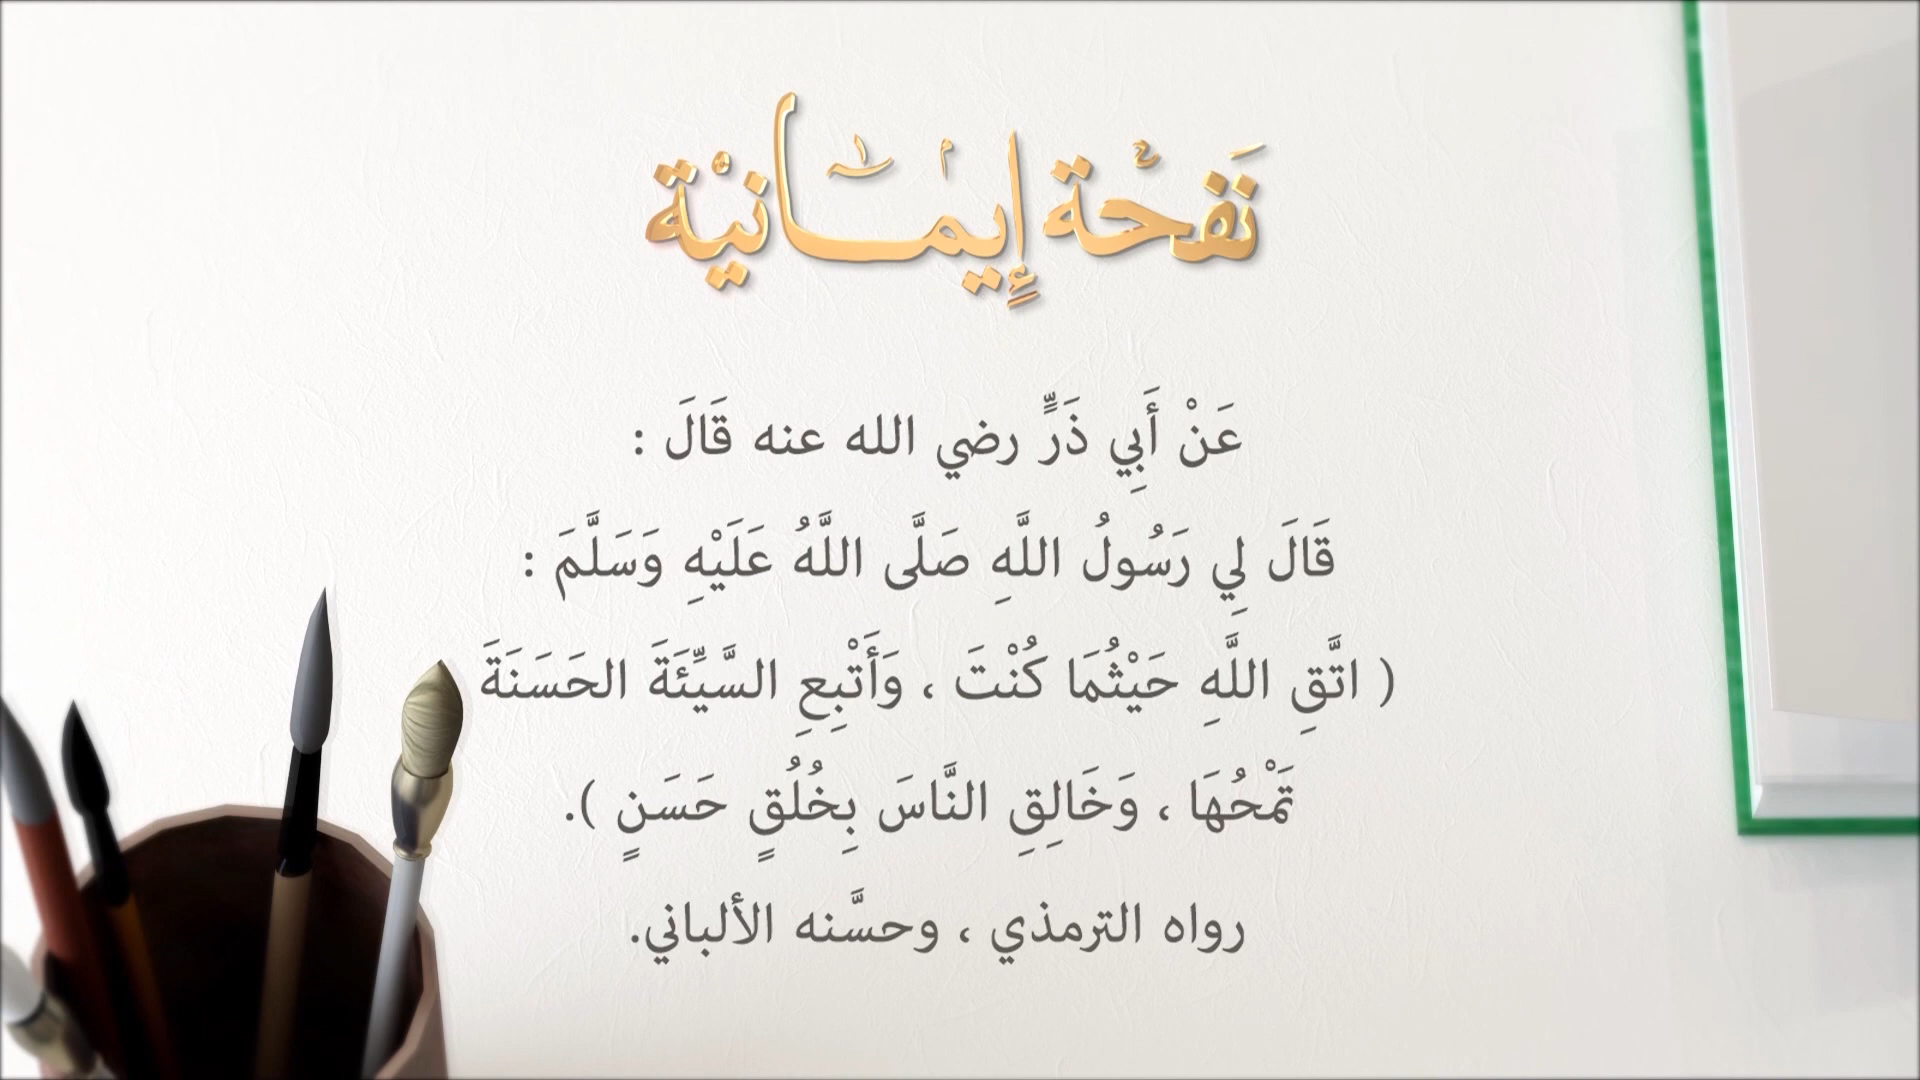 نَفْحَة إِيمَانِيَّة
عَنْ أَبِي ذَرٍّ رضي الله عنه قَالَ :
قَالَ لِي رَسُولُ اللَّهِ صَلَّى اللَّهُ عَلَيْهِ وَسَلَّمَ :
( اتَّقِ اللَّهِ حَيْثُمَا كُنْتَ ، وَأَتْبِعِ السَّيِّئَةَ الحَسَنَةَ
تَمْحُهَا ، وَخَالِقِ النَّاسَ بِخُلُقٍ حَسَنٍ ).
رواه الترمذي ، وحسَّنه الألباني.